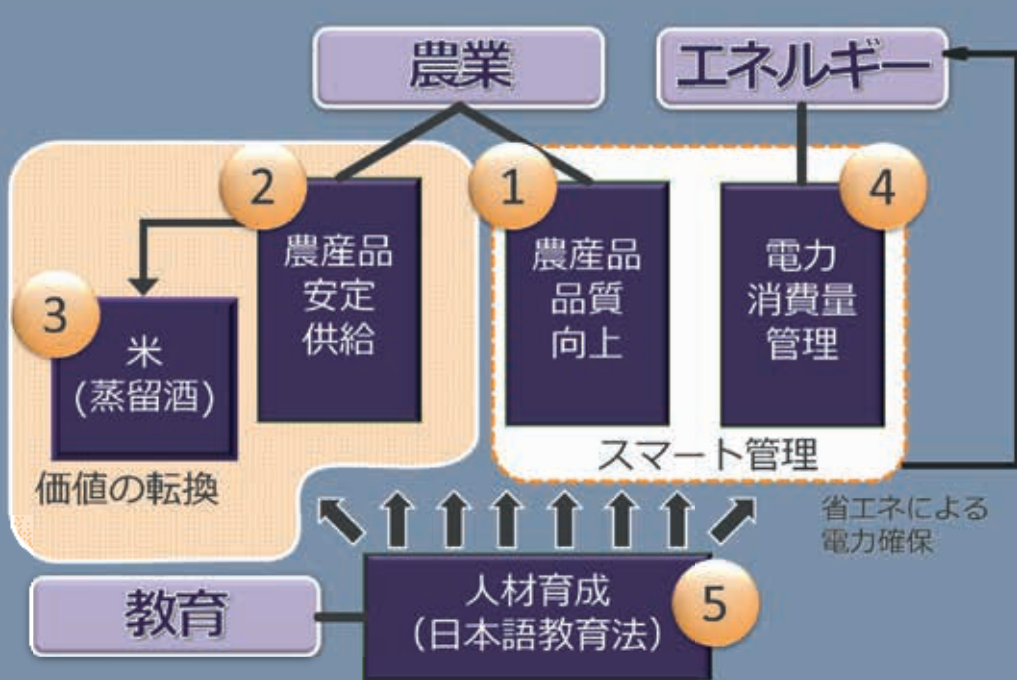 農業
エネルギー
2
農産品
安定
供給
1
農産品
品質
向上
4
電力
消費量
管理
3
米
(蒸留酒)
価値の転換
スマート管理
省エネによる
電力確保
教育
人材育成
(日本語教育法)
5